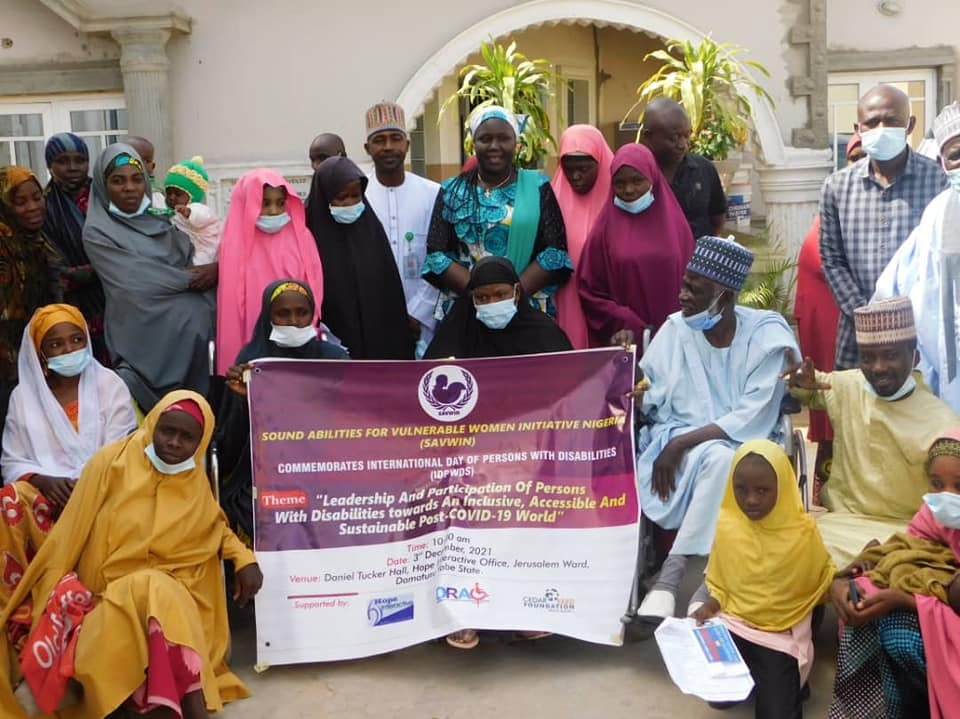 SAVWIN
SOUND ABILITIES FOR VULNERABLE WOMEN INITIATIVE NIGERIA
(SAVWIN)
COMMEMORATES INTERNATIONAL DAY OF PERSONS WITH DISABILITIES
(IDPWDS)
Theme "Leadership And Participation Of Persons
With Disabilities towards An Inclusive, Accessible And
Sustainable Post-COVID-19 World"
Time: am
Date: 3rd December, 2021
Venue: Daniel Tucker Hall, Hope Interactive Office, Jerusalem Ward,
Damaturu, Yobe State.
Supported by:
Hope
interactive
CEDAR SEED
FOUNDATION